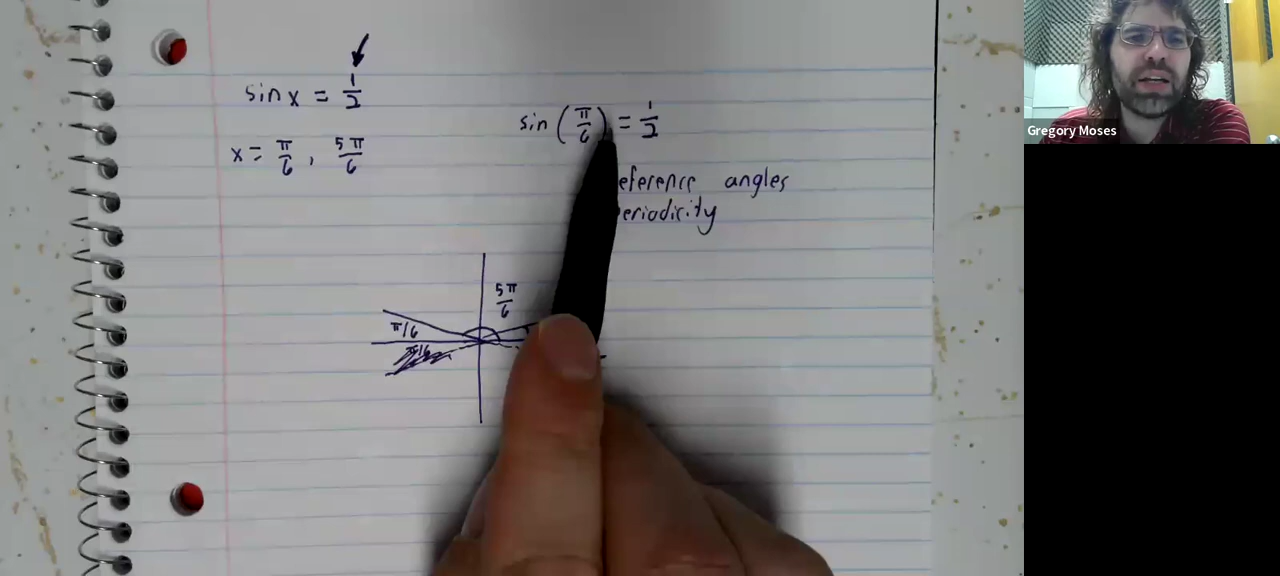 sin x = 1/2
x = π/6, 5π/6
sin (π/6) = 1/2
eference angles
eriodicity
5π/6
π/6
Gregory Moses